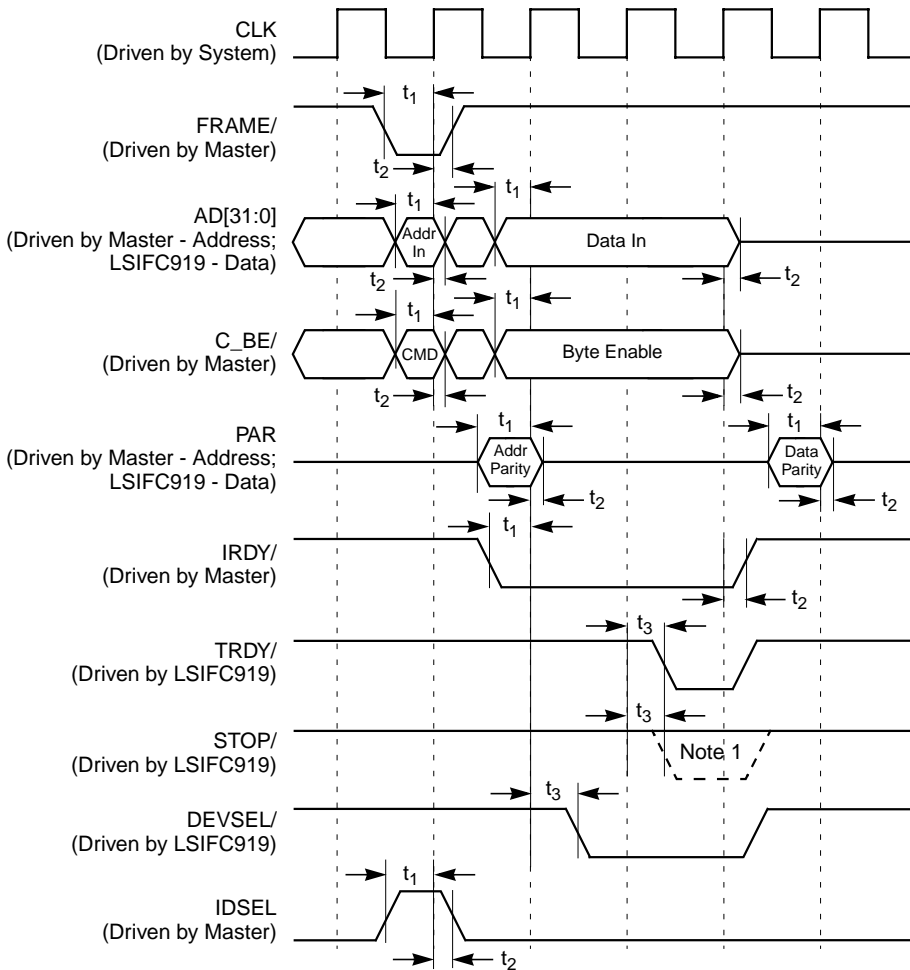 CLK
(Driven by System)
t1
FRAME/
(Driven by Master)
t2
t1
t1
AD[31:0]
(Driven by Master - Address;
LSIFC919 - Data)
Addr
In
Data In
t2
t2
t1
t1
C_BE/
(Driven by Master)
CMD
Byte Enable
t2
t2
PAR
(Driven by Master - Address;
LSIFC919 - Data)
t1
Addr
Parity
t2
t1
Data
Parity
t2
t1
IRDY/
(Driven by Master)
t2
t3
TRDY/
(Driven by LSIFC919)
t3
STOP/
(Driven by LSIFC919)
Note 1
t3
DEVSEL/
(Driven by LSIFC919)
t1
IDSEL
(Driven by Master)
t2